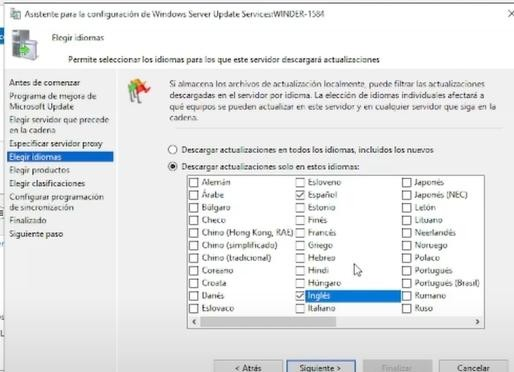 Asistente para la configuración de Windows Server Update Services:WINDER-1584
Elegir idiomas
Permite seleccionar los idiomas para los que este servidor descargará actualizaciones
Antes de comenzar
Programa de mejora de
Microsoft Update
Elegir servidor que precede
en la cadena
Especificar servidor proxy
Elegir idiomas
Elegir productos
Elegir clasificaciones
Configurar programación
de sincronización
Finalizado
Siguiente paso
Si almacena los archivos de actualización localmente, puede filtrar las actualizaciones
descargadas en el servidor por idioma. La elección de idiomas individuales afectará a
qué equipos se pueden actualizar en este servidor y en cualquier servidor que siga en la
cadena.
Descargar actualizaciones en todos los idiomas, incluidos los nuevos
Descargar actualizaciones solo en estos idiomas:
Alemán Esloveno Japonés
Árabe Español Japonés (NEC)
Búlgaro Estonio Letón
Checo Finés Lituano
Chino (Hong Kong, RAE) Francés Neerlandés
Chino (simplificado) Griego Noruego
Chino (tradicional) Hebreo Polaco
Coreano Hindi Portugués
Croata Húngaro Portugués (Brasil)
Danés Inglés Rumano
Eslovaco Italiano Ruso
< Atrás Siguiente > Finalizar Cancelar